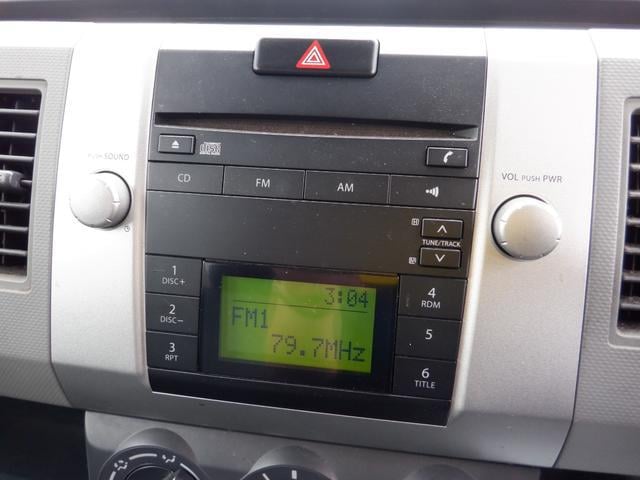 PUSH SOUND
VOL PUSH PWR
CD
FM
AM
TUNE/TRACK
1
DISC+
2
DISC-
3
RPT
3:04
FM1
79.7MHz
4
RDM
5
6
TITLE